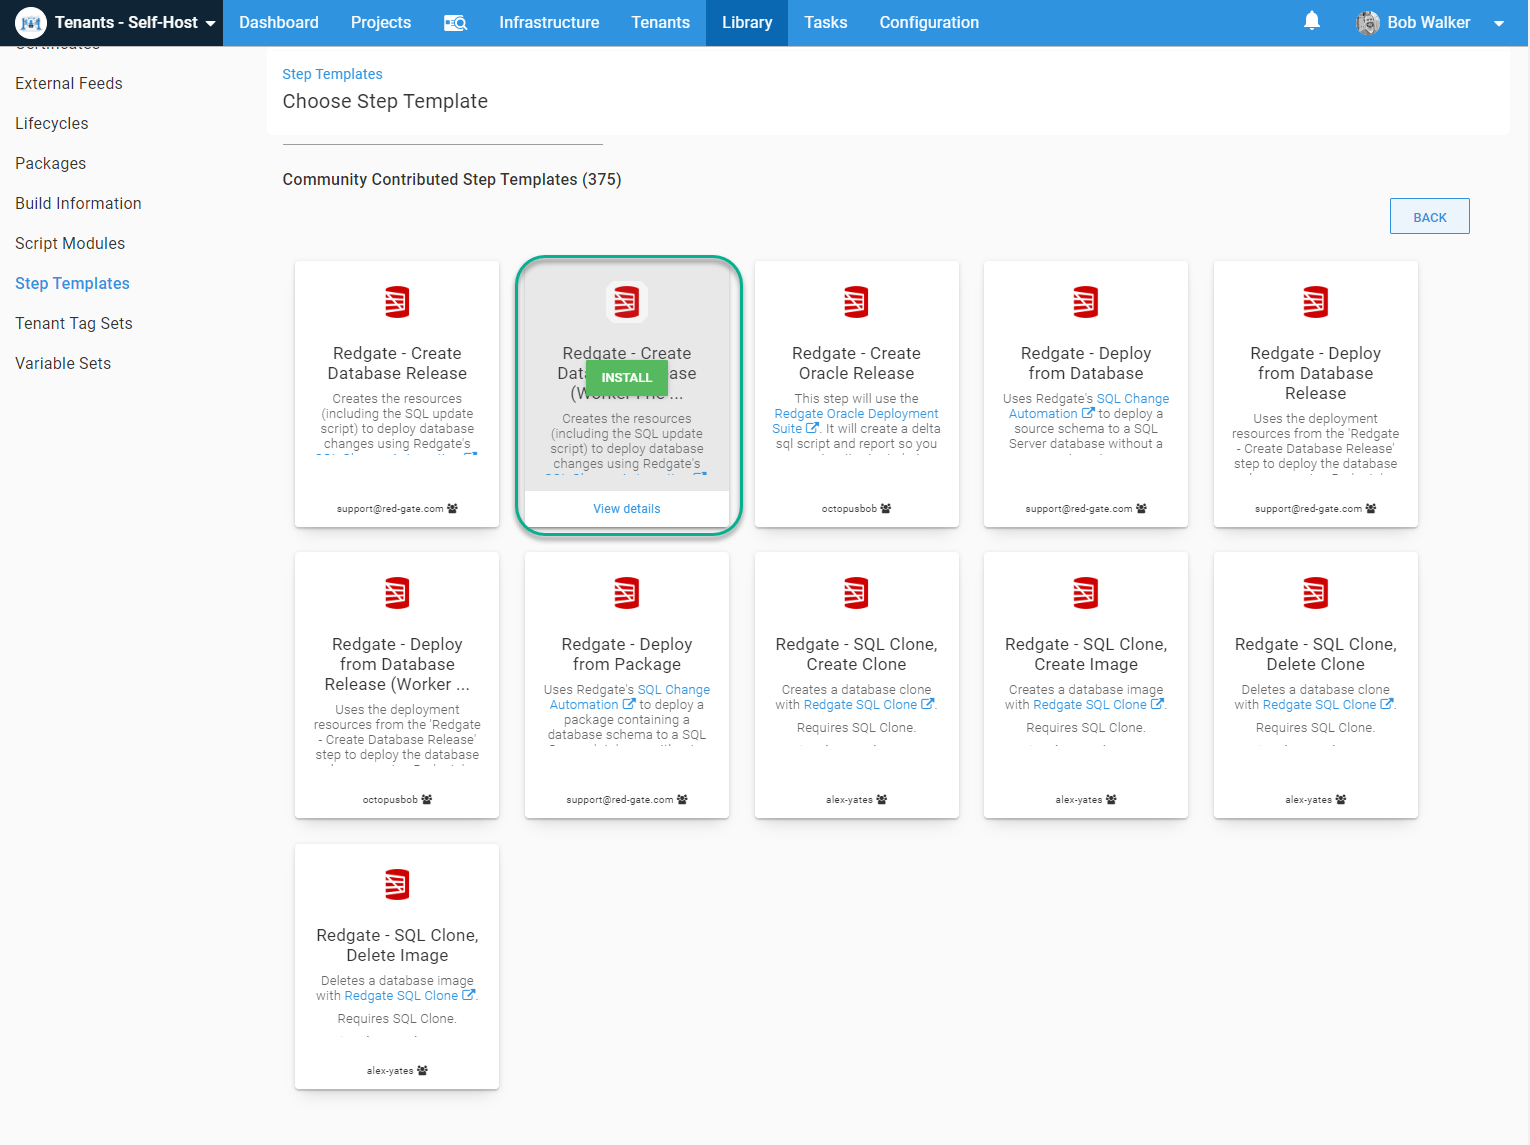 Tenants - Self-Host
Dashboard
Projects
Infrastructure
Tenants
Library
Tasks
Configuration
Bob Walker
Certificates
External Feeds
Lifecycles
Packages
Build Information
Script Modules
Step Templates
Tenant Tag Sets
Variable Sets
Step Templates
Choose Step Template
Community Contributed Step Templates (375)
BACK
Redgate - Create
Database Release
Creates the resources
(including the SQL update
script) to deploy database
changes using Redgate's
support@red-gate.com
Redgate - Create
INSTALL
Creates the resources
(including the SQL update
script) to deploy database
changes using Redgate's
View details
Redgate - Create
Oracle Release
This step will use the
Redgate Oracle Deployment
Suite. It will create a delta
sql script and report so you
octopusbob
Redgate - Deploy
from Database
Uses Redgate's SQL Change
Automation to deploy a
source schema to a SQL
Server database without a
support@red-gate.com
Redgate - Deploy
from Database
Release
Uses the deployment
resources from the 'Redgate
- Create Database Release'
step to deploy the database
support@red-gate.com
Redgate - Deploy
from Database
Release (Worker ...
Uses the deployment
resources from the 'Redgate
- Create Database Release'
step to deploy the database
octopusbob
Redgate - Deploy
from Package
Uses Redgate's SQL Change
Automation to deploy a
package containing a
database schema to a SQL
support@red-gate.com
Redgate - SQL Clone,
Create Clone
Creates a database clone
with Redgate SQL Clone.
Requires SQL Clone.
alex-yates
Redgate - SQL Clone,
Create Image
Creates a database image
with Redgate SQL Clone.
Requires SQL Clone.
alex-yates
Redgate - SQL Clone,
Delete Clone
Deletes a database clone
with Redgate SQL Clone.
Requires SQL Clone.
alex-yates
Redgate - SQL Clone,
Delete Image
Deletes a database image
with Redgate SQL Clone.
Requires SQL Clone.
alex-yates